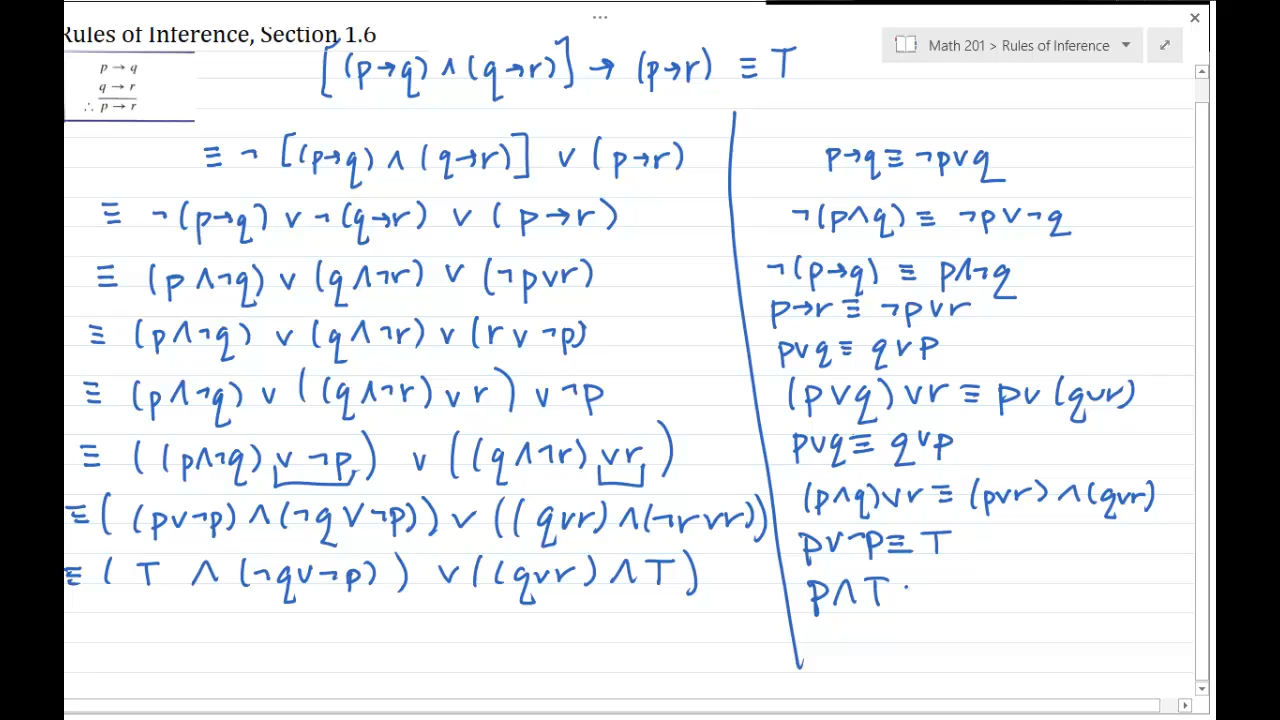 ...
Rules of Inference, Section 1.6
Math 201 > Rules of Inference
p → q
q → r
∴ p → r
[(p→q) ∧ (q→r)] → (p→r) ≡ T
≡ ¬ [(p→q) ∧ (q→r)] ∨ (p→r)
≡ ¬(p→q) ∨ ¬(q→r) ∨ (p→r)
≡ (p∧¬q) ∨ (q∧¬r) ∨ (¬p∨r)
≡ (p∧¬q) ∨ (q∧¬r) ∨ (r∨¬p)
≡ (p∧¬q) ∨ ((q∧¬r) ∨ r) ∨ ¬p
≡ ((p∧¬q) ∨ ¬p) ∨ ((q∧¬r) ∨r)
≡ ((p∨¬p) ∧ (¬q∨¬p)) ∨ ((q∨r) ∧ (¬r∨r))
≡ (T ∧ (¬q∨¬p)) ∨ ((q∨r) ∧ T)
p→q ≡ ¬p∨q
¬(p∧q) ≡ ¬p∨¬q
¬(p→q) ≡ p∧¬q
p→r ≡ ¬p∨r
p∨q ≡ q∨p
(p∨q)∨r ≡ p∨(q∨r)
p∨q ≡ q∨p
(p∧q)∨r ≡ (p∨r)∧(q∨r)
p∨¬p ≡ T
p∧T